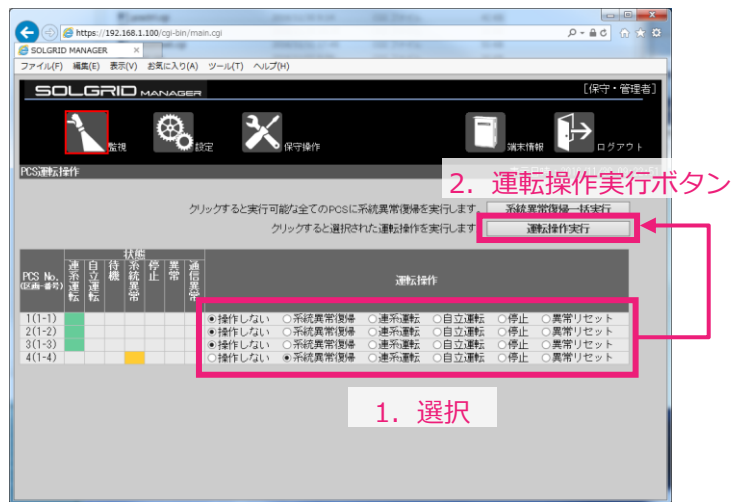 https://192.168.1.100/cgi-bin/main.cgi
SOLGRID MANAGER ×
ファイル(F) 編集(E) 表示(V) お気に入り(A) ツール(T) ヘルプ(H)
SOLGRID MANAGER [保守・管理者]
監視 設定 保守操作 端末情報 ログアウト
PCS運転操作
2. 運転操作実行ボタン
クリックすると実行可能な全てのPCSに系統異常復帰を実行します。 系統異常復帰一括実行
クリックすると選択された運転操作を実行します 運転操作実行
PCS No.
(区画-番号)
状態
連系運転 自立運転 待機 系統異常 停止 異常 通信異常
運転操作
1(1-1) 操作しない 系統異常復帰 連系運転 自立運転 停止 異常リセット
2(1-2) 操作しない 系統異常復帰 連系運転 自立運転 停止 異常リセット
3(1-3) 操作しない 系統異常復帰 連系運転 自立運転 停止 異常リセット
4(1-4) 操作しない 系統異常復帰 連系運転 自立運転 停止 異常リセット
1. 選択